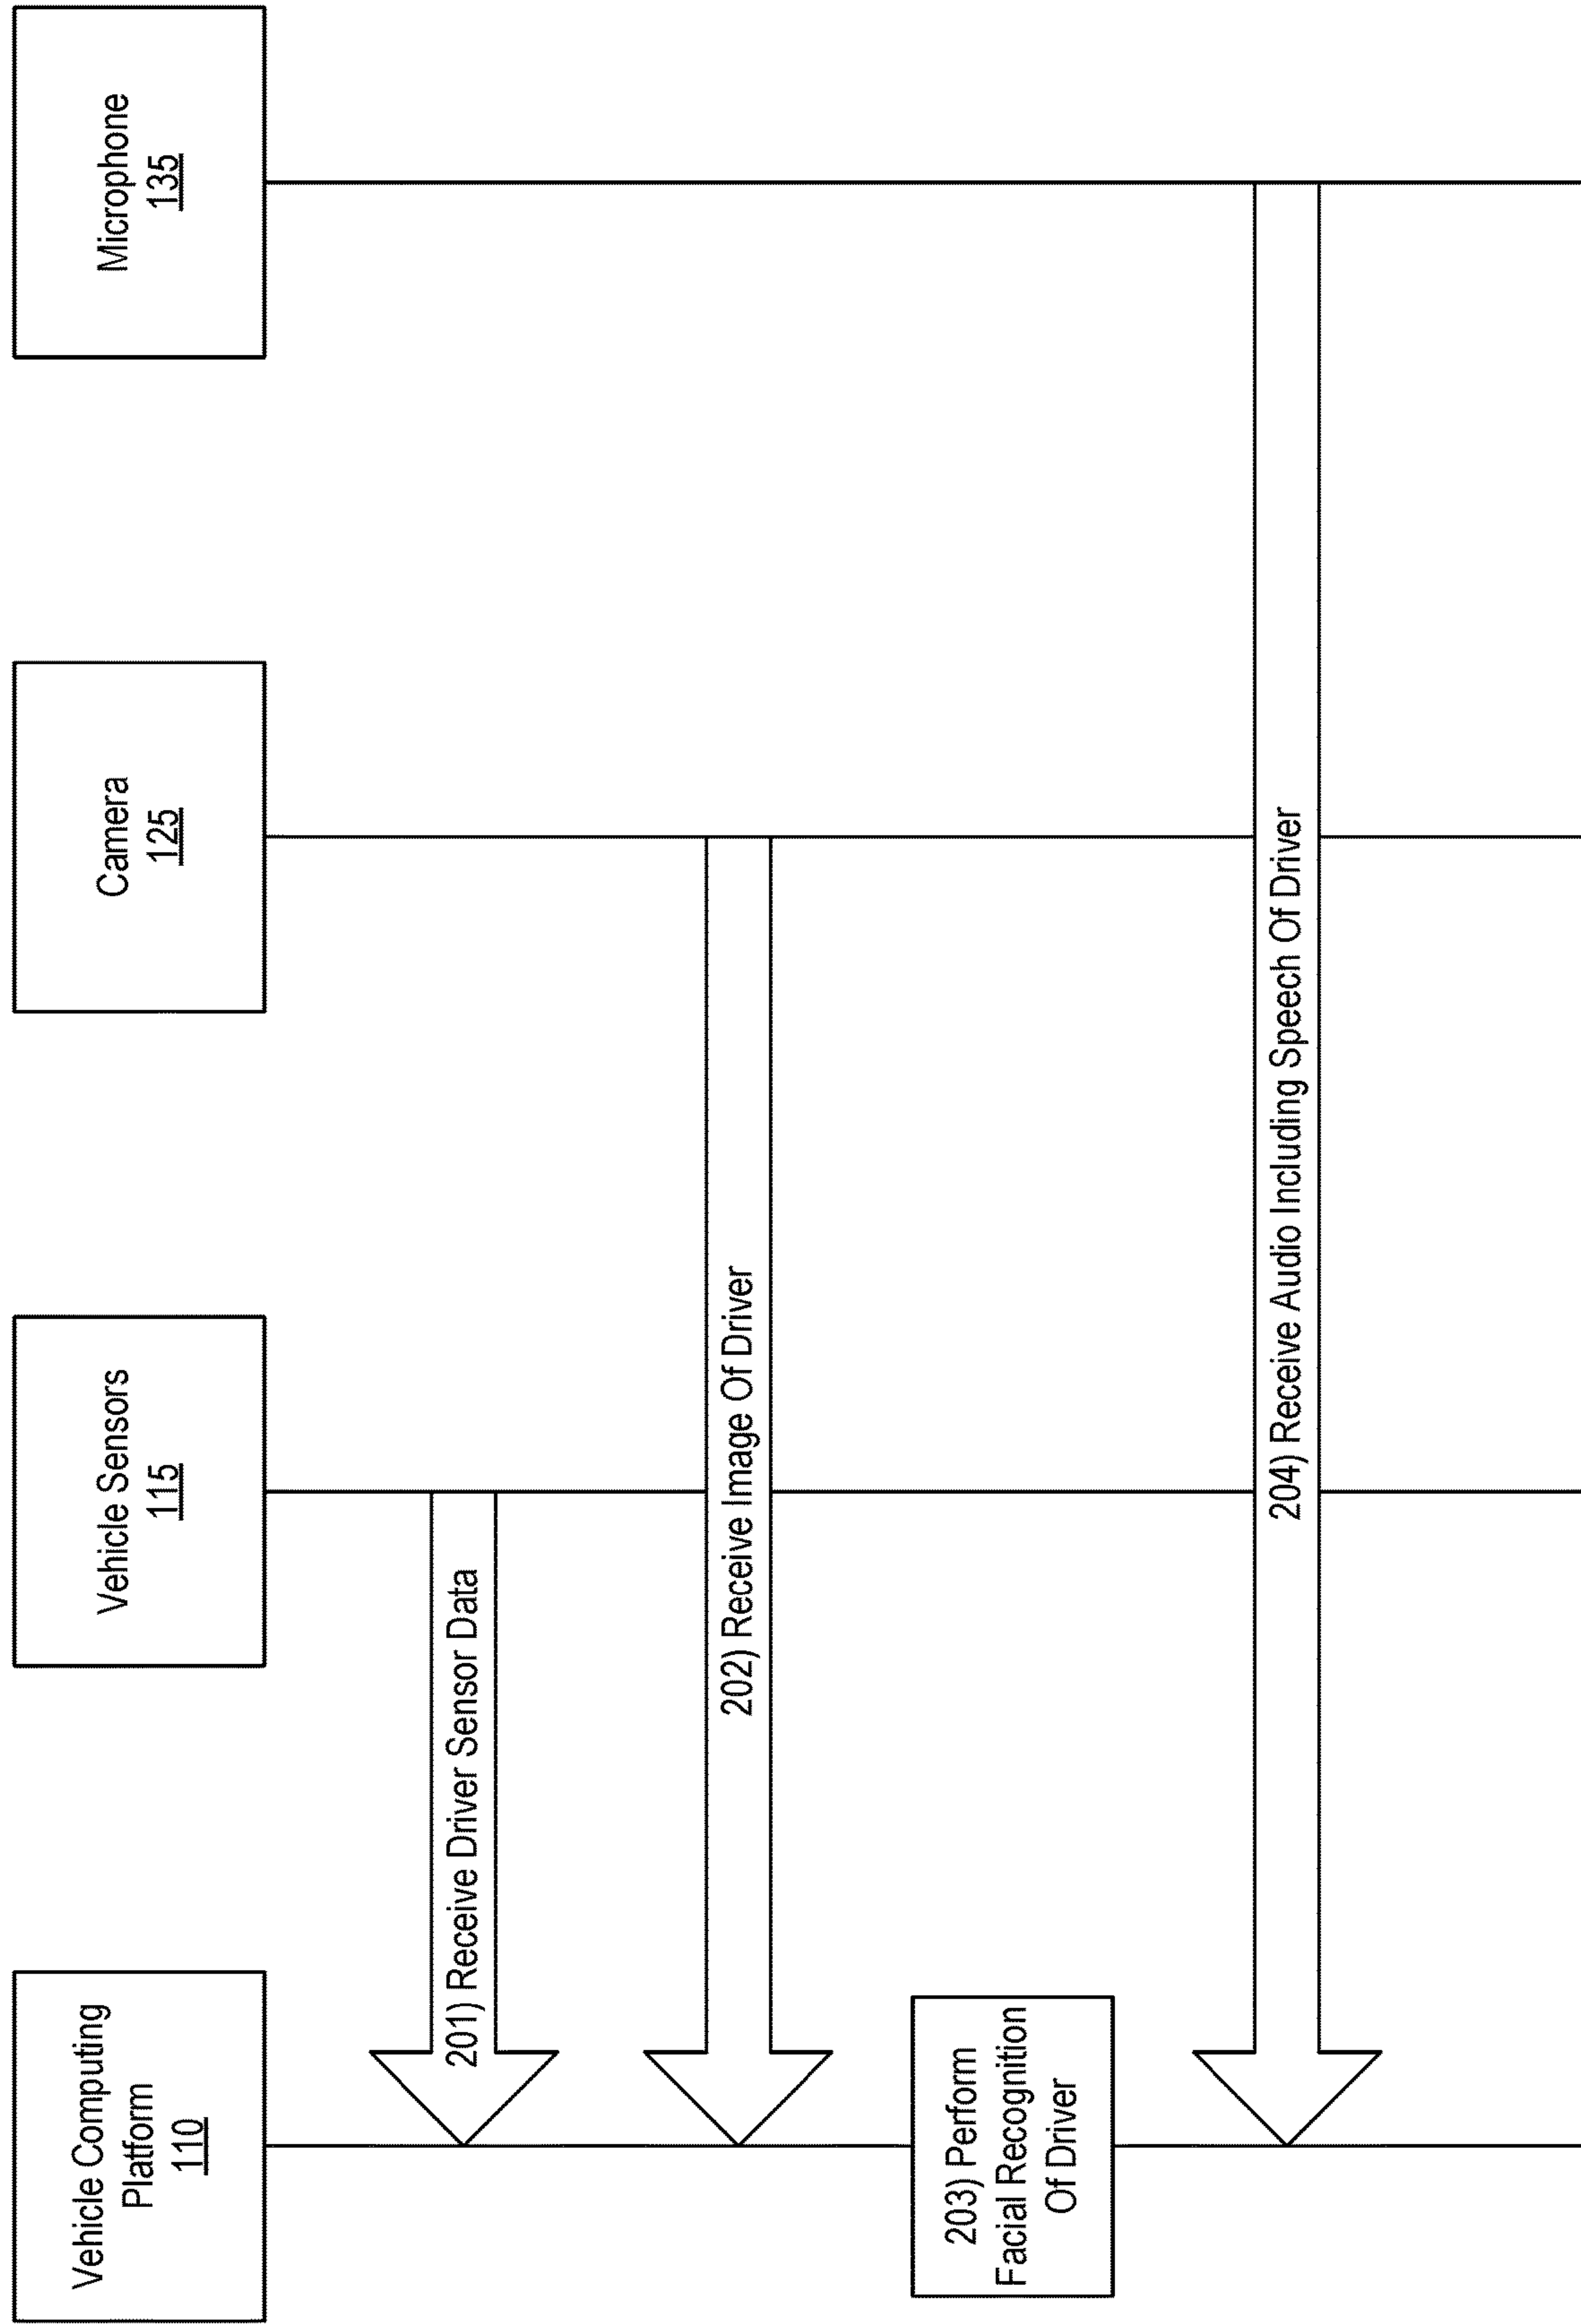 Vehicle Computing
Platform
110
Vehicle Sensors
115
Camera
125
Microphone
135
201) Receive Driver Sensor Data
202) Receive Image Of Driver
203) Perform
Facial Recognition
Of Driver
204) Receive Audio Including Speech Of Driver